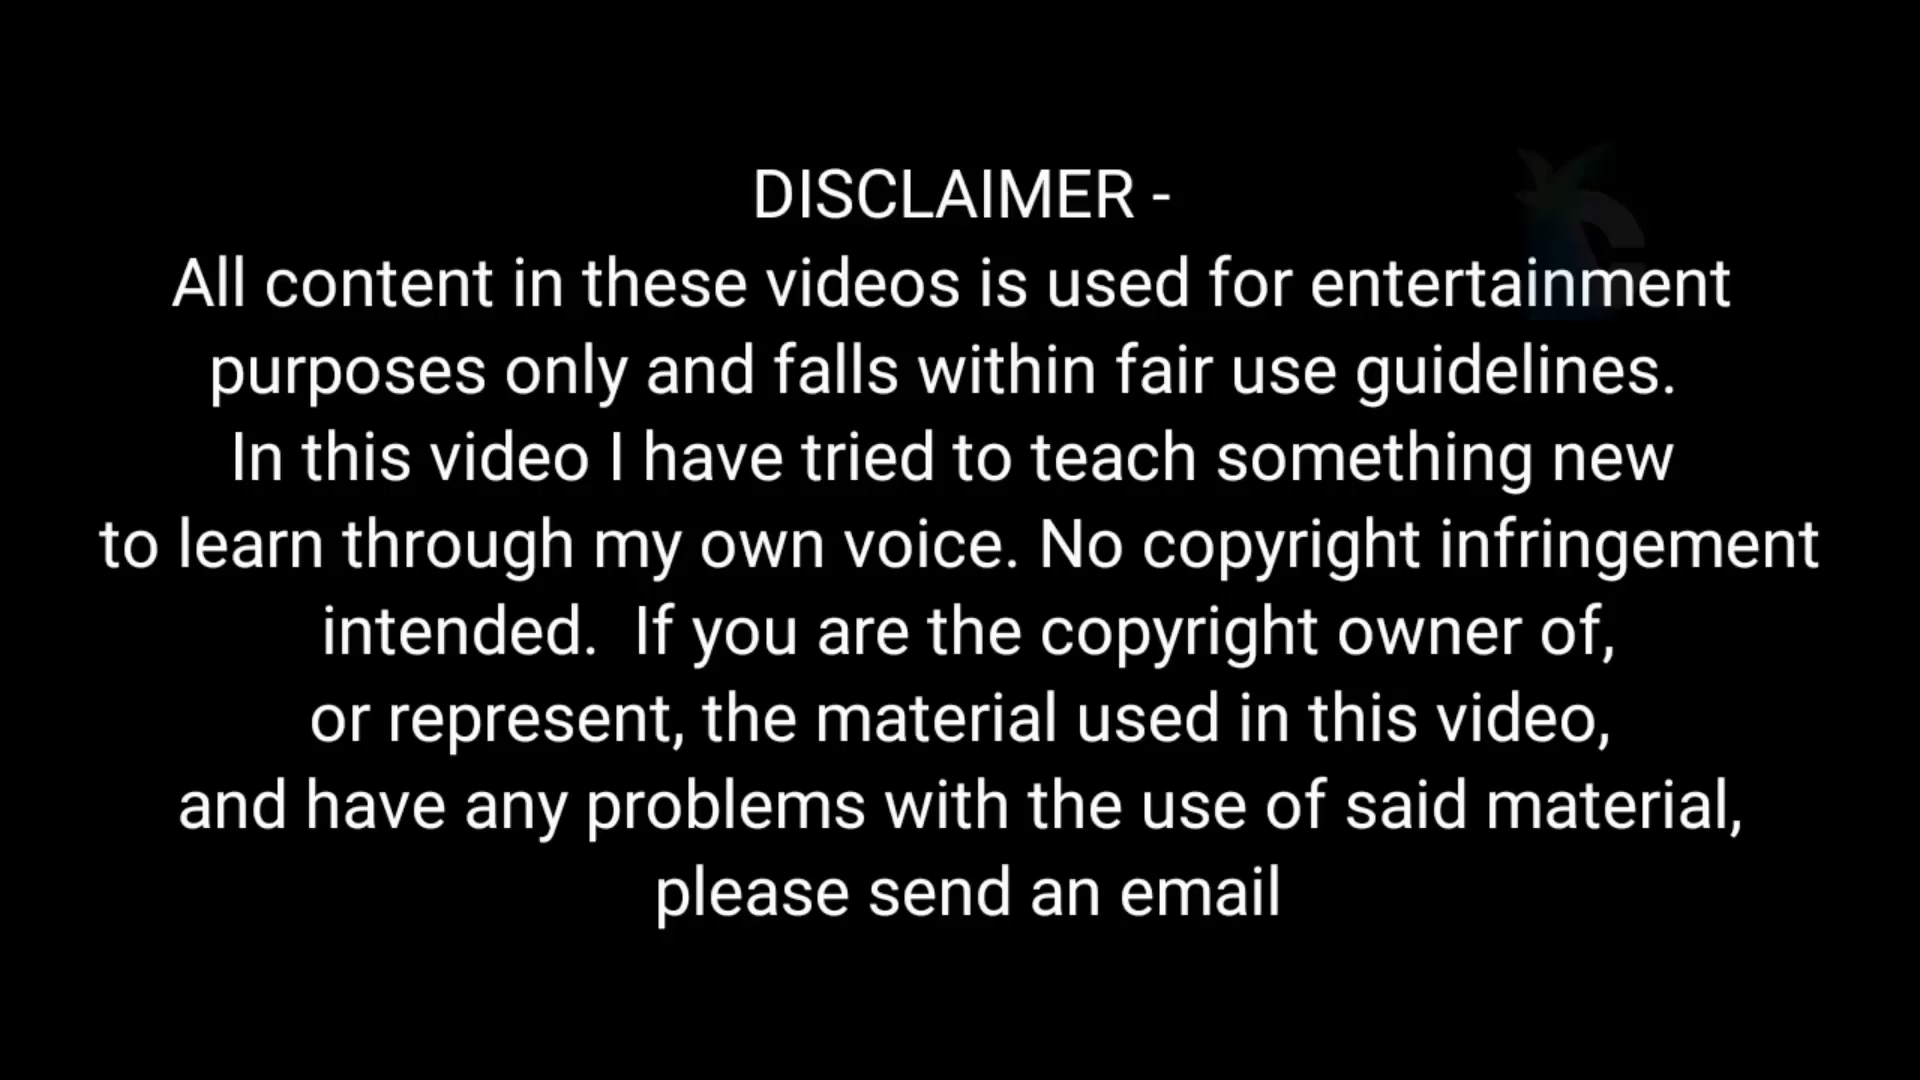 DISCLAIMER -
All content in these videos is used for entertainment
purposes only and falls within fair use guidelines.
In this video I have tried to teach something new
to learn through my own voice. No copyright infringement
intended.  If you are the copyright owner of,
or represent, the material used in this video,
and have any problems with the use of said material,
please send an email